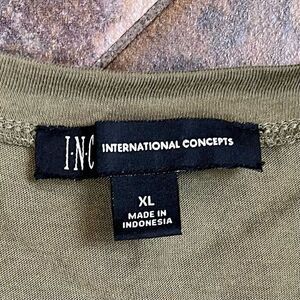 I·N·C INTERNATIONAL CONCEPTS
XL
MADE IN
INDONESIA